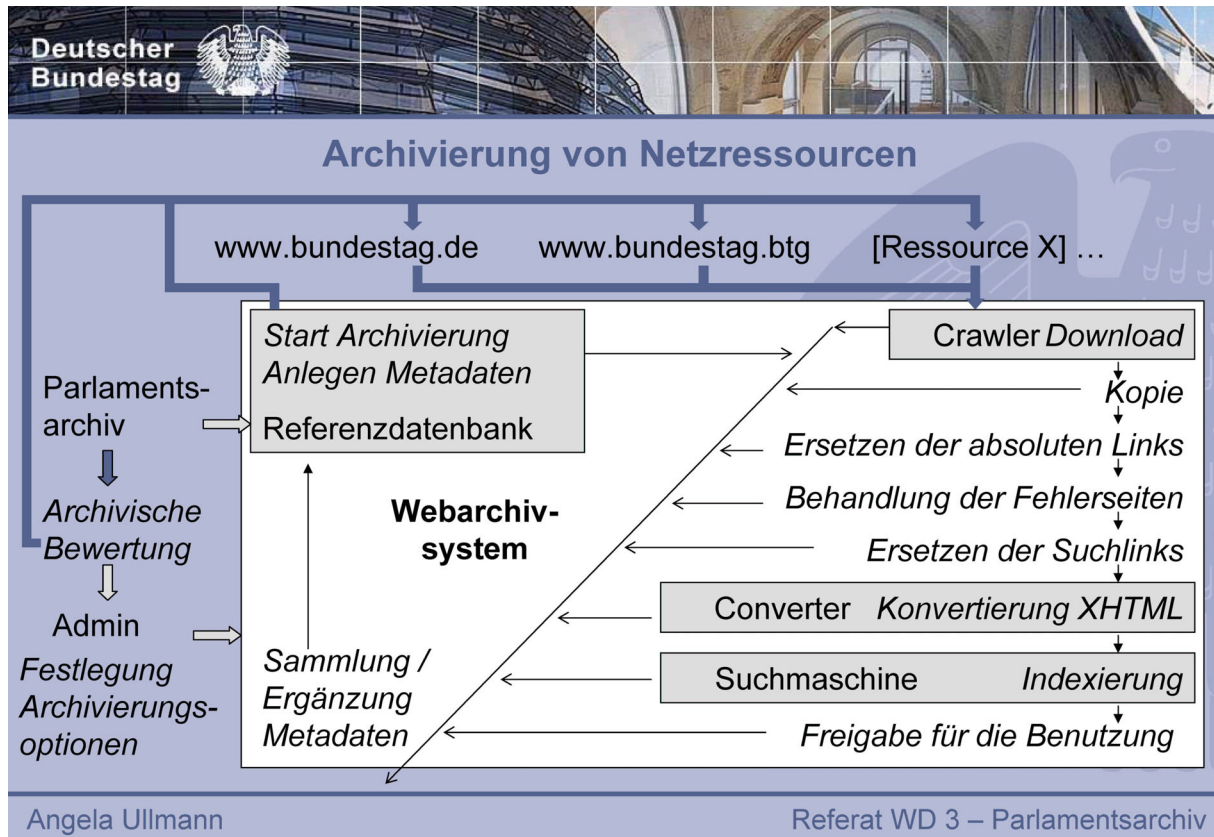 Deutscher
Bundestag
Archivierung von Netzressourcen
www.bundestag.de
www.bundestag.btg
[Ressource X] …
Parlaments-
archiv
Archivische
Bewertung
Admin
Festlegung
Archivierungs-
optionen
Start Archivierung
Anlegen Metadaten
Referenzdatenbank
Webarchiv-
system
Sammlung /
Ergänzung
Metadaten
Crawler Download
Kopie
Ersetzen der absoluten Links
Behandlung der Fehlerseiten
Ersetzen der Suchlinks
Converter Konvertierung XHTML
Suchmaschine Indexierung
Freigabe für die Benutzung
Angela Ullmann
Referat WD 3 – Parlamentsarchiv